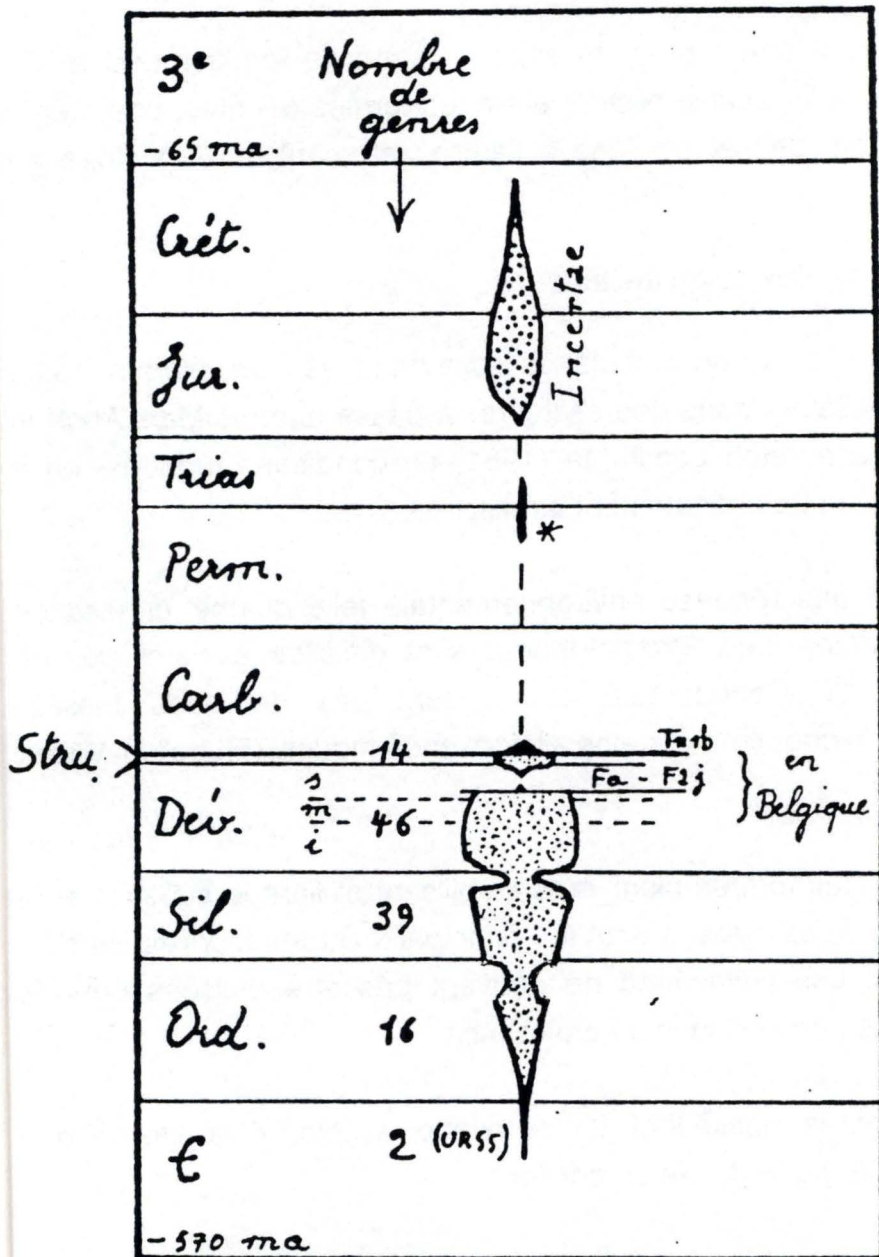 3e
Nombre
de
genres
-65 ma.
Crét.
Incertae
Jur.
Trias
*
Perm.
Carb.
Stru.
14
Tn1b
en
Belgique
s
Fa
F2j
Dév.
m
46
i
Sil.
39
Ord.
16
Є
2 (URSS)
-570 ma